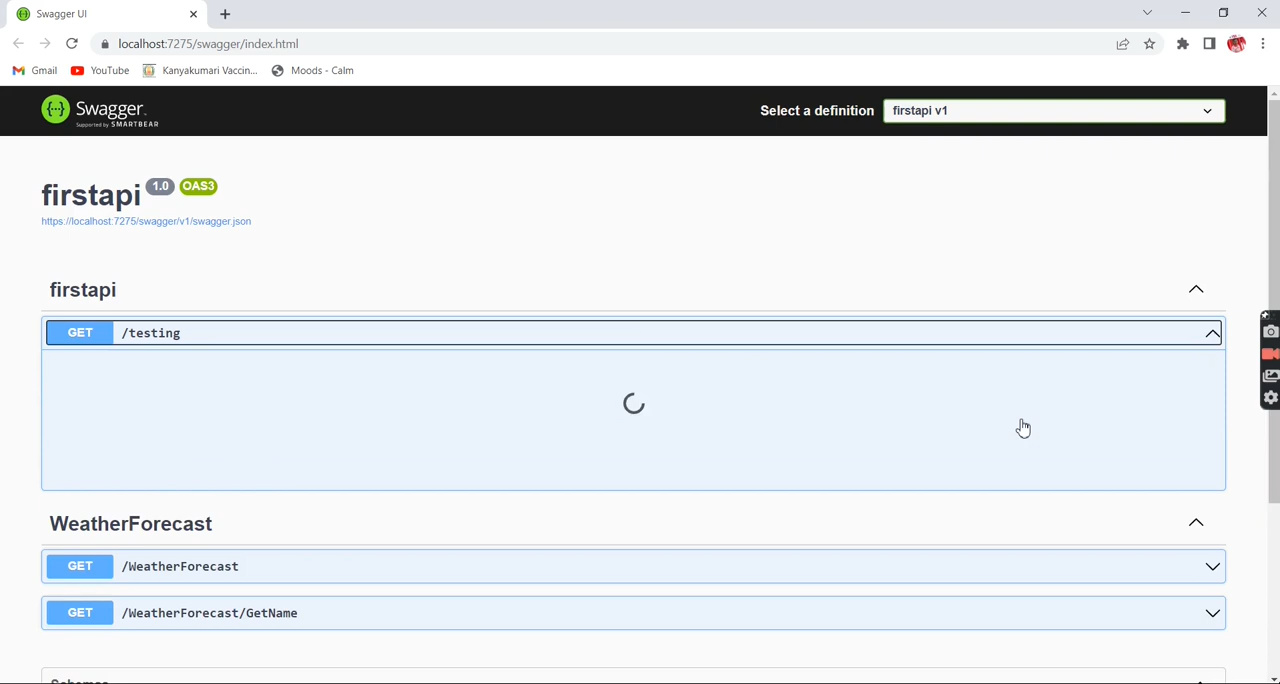 Swagger UI
localhost:7275/swagger/index.html
Gmail
YouTube
Kanyakumari Vaccin...
Moods - Calm
Swagger
Supported by SMARTBEAR
Select a definition
firstapi v1
firstapi 1.0 OAS3
https://localhost:7275/swagger/v1/swagger.json
firstapi
GET /testing
WeatherForecast
GET /WeatherForecast
GET /WeatherForecast/GetName
Schemas